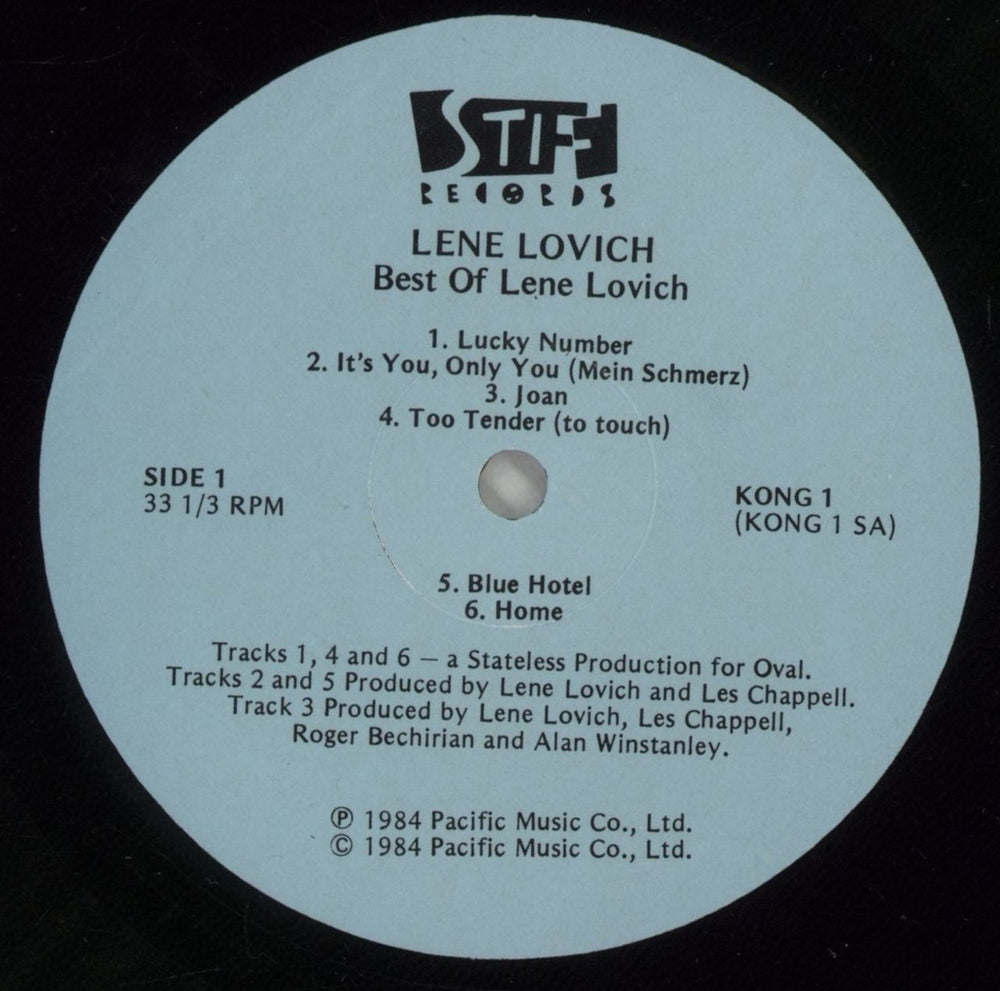 STIFF
RECORDS
LENE LOVICH
Best Of Lene Lovich
1. Lucky Number
2. It's You, Only You (Mein Schmerz)
3. Joan
4. Too Tender (to touch)
SIDE 1
33 1/3 RPM
KONG 1
(KONG 1 SA)
5. Blue Hotel
6. Home
Tracks 1, 4 and 6 — a Stateless Production for Oval.
Tracks 2 and 5 Produced by Lene Lovich and Les Chappell.
Track 3 Produced by Lene Lovich, Les Chappell,
Roger Bechirian and Alan Winstanley.
℗ 1984 Pacific Music Co., Ltd.
© 1984 Pacific Music Co., Ltd.